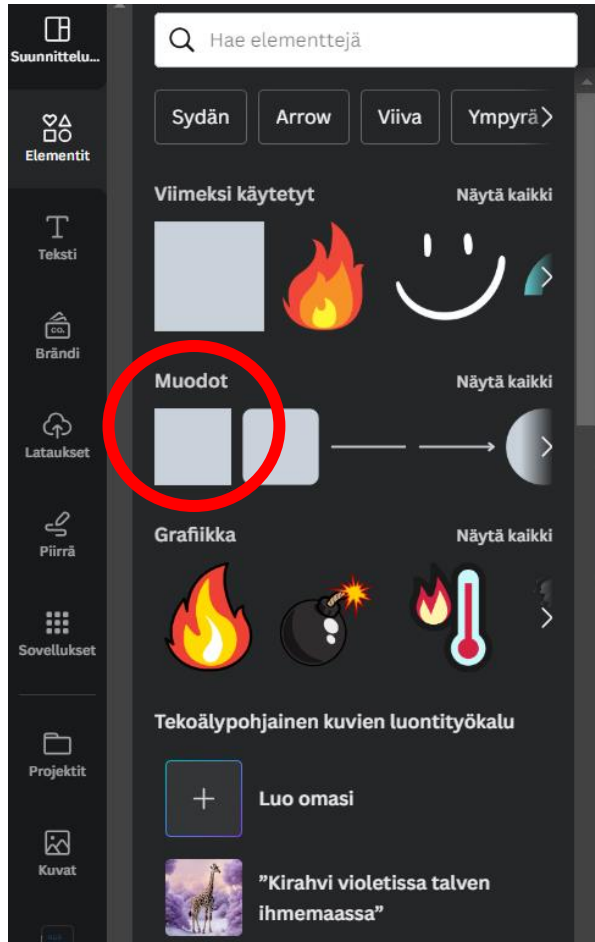 Suunnittelu...
Elementit
Teksti
CO.
Brändi
Lataukset
Piirrä
Sovellukset
Projektit
Kuvat
Hae elementtejä
Sydän Arrow Viiva Ympyrä
Viimeksi käytetyt Näytä kaikki
Muodot Näytä kaikki
Grafiikka Näytä kaikki
Tekoälypohjainen kuvien luontityökalu
Luo omasi
”Kirahvi violetissa talven
ihmemaassa”